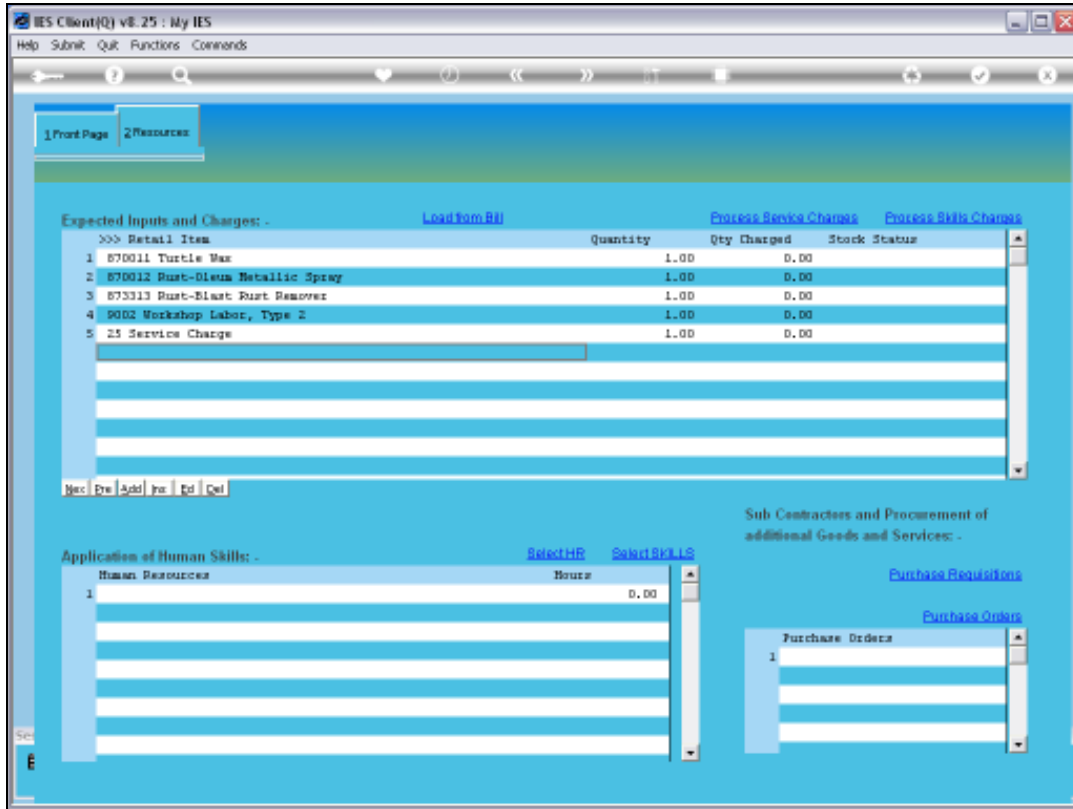 IES Client(Q) v8.25 : My IES
Help Submit Quit Functions Commands
1 Front Page 2 Resources
Expected Inputs and Charges: - Load from Bill Process Service Charges Process Skills Charges
>>> Retail Item Quantity Qty Charged Stock Status
1 870011 Turtle Wax 1.00 0.00
2 870012 Rust-Oleum Metallic Spray 1.00 0.00
3 873313 Rust-Blast Rust Remover 1.00 0.00
4 9002 Workshop Labor, Type 2 1.00 0.00
5 25 Service Charge 1.00 0.00
Nex Pre Add Ins Ed Del
Sub Contractors and Procurement of
additional Goods and Services: -
Application of Human Skills: - Select HR Select SKILLS
Human Resources Hours
Purchase Requisitions
1 0.00
Purchase Orders
Purchase Orders
1